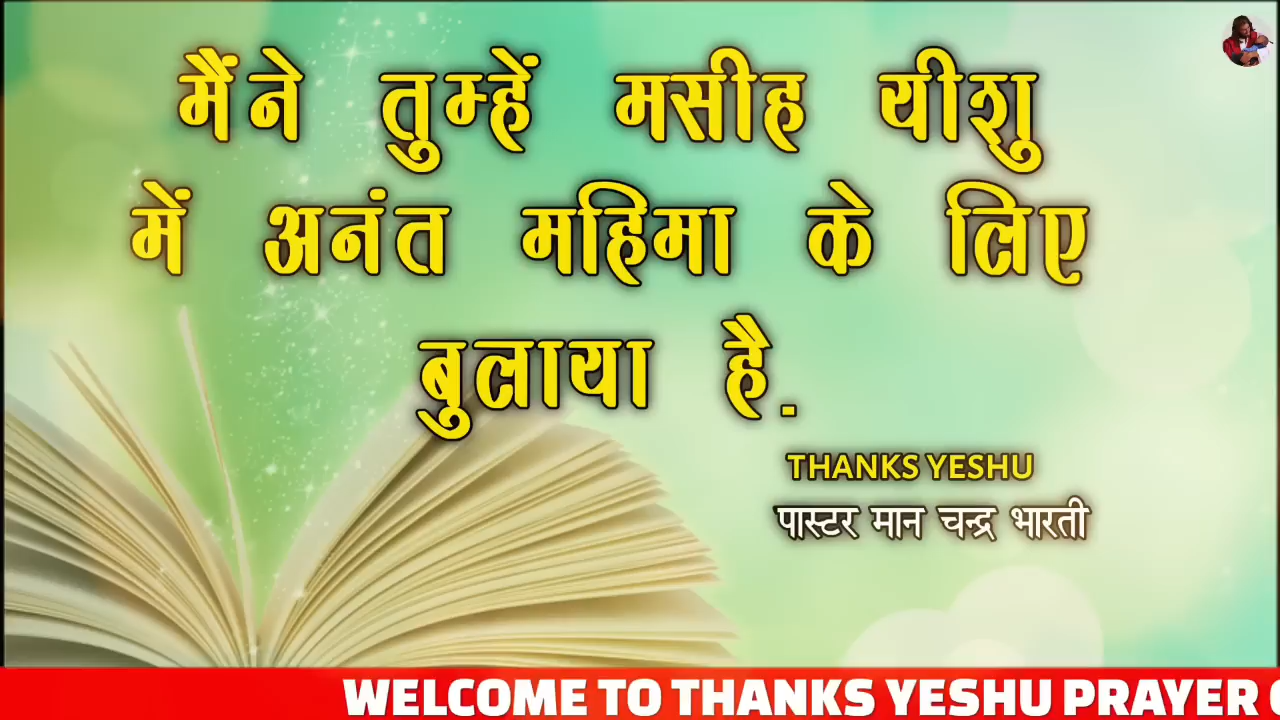 मैंने तुम्हें मसीह यीशु
में अनंत महिमा के लिए
बुलाया है.
THANKS YESHU
पास्टर मान चन्द्र भारती
WELCOME TO THANKS YESHU PRAYER